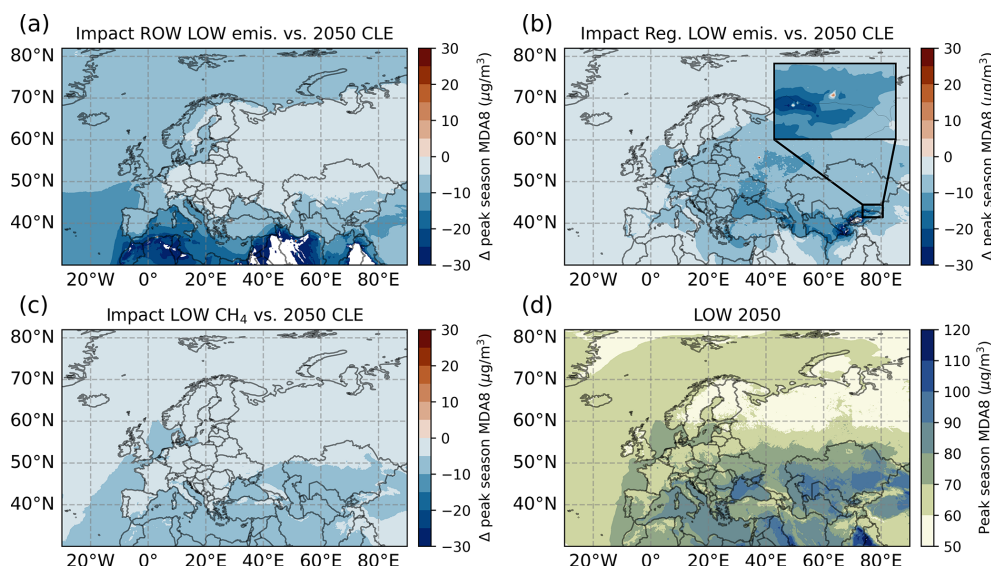 (a)
Impact ROW LOW emis. vs. 2050 CLE
80°N
70°N
60°N
50°N
40°N
20°W 0° 20°E 40°E 60°E 80°E
30
20
10
0
−10
−20
−30
Δ peak season MDA8 (μg/m³)
(b)
Impact Reg. LOW emis. vs. 2050 CLE
80°N
70°N
60°N
50°N
40°N
20°W 0° 20°E 40°E 60°E 80°E
30
20
10
0
−10
−20
−30
Δ peak season MDA8 (μg/m³)
(c)
Impact LOW CH₄ vs. 2050 CLE
80°N
70°N
60°N
50°N
40°N
20°W 0° 20°E 40°E 60°E 80°E
30
20
10
0
−10
−20
−30
Δ peak season MDA8 (μg/m³)
(d)
LOW 2050
80°N
70°N
60°N
50°N
40°N
20°W 0° 20°E 40°E 60°E 80°E
120
110
100
90
80
70
60
50
Peak season MDA8 (μg/m³)